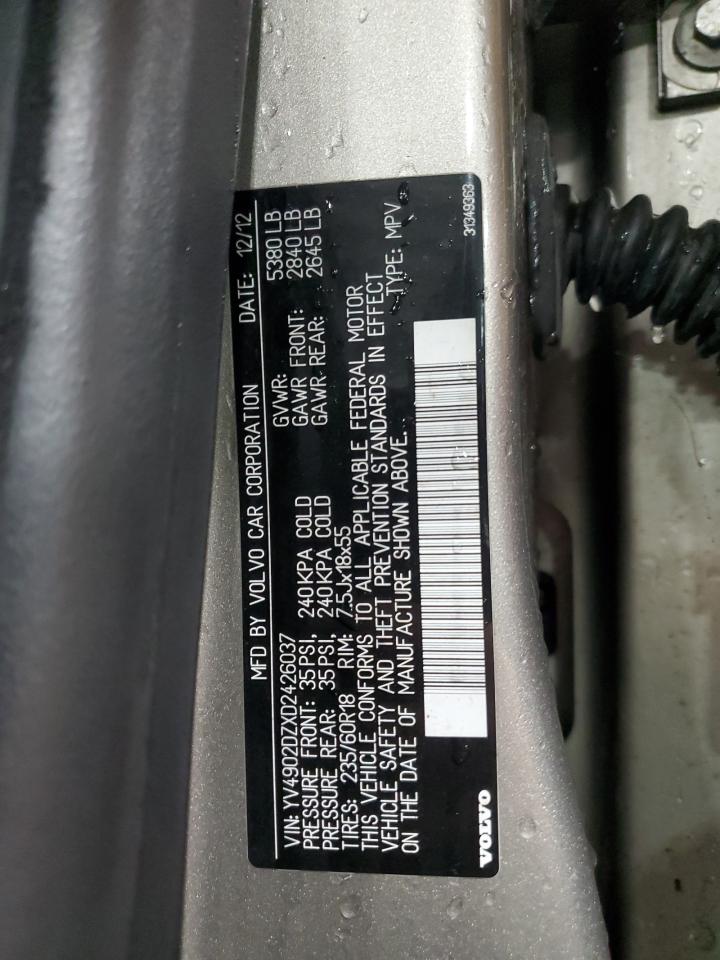 MFD BY VOLVO CAR CORPORATION DATE: 12/12
VIN: YV4902DZXD2426037 GVWR: 5380 LB
PRESSURE FRONT: 35PSI, 240KPA COLD GAWR FRONT: 2840 LB
PRESSURE REAR: 35PSI, 240KPA COLD GAWR REAR: 2645 LB
TIRES: 235/60R18 RIM: 7.5Jx18x55
THIS VEHICLE CONFORMS TO ALL APPLICABLE FEDERAL MOTOR
VEHICLE SAFETY AND THEFT PREVENTION STANDARDS IN EFFECT
ON THE DATE OF MANUFACTURE SHOWN ABOVE. TYPE: MPV
VOLVO 31349363